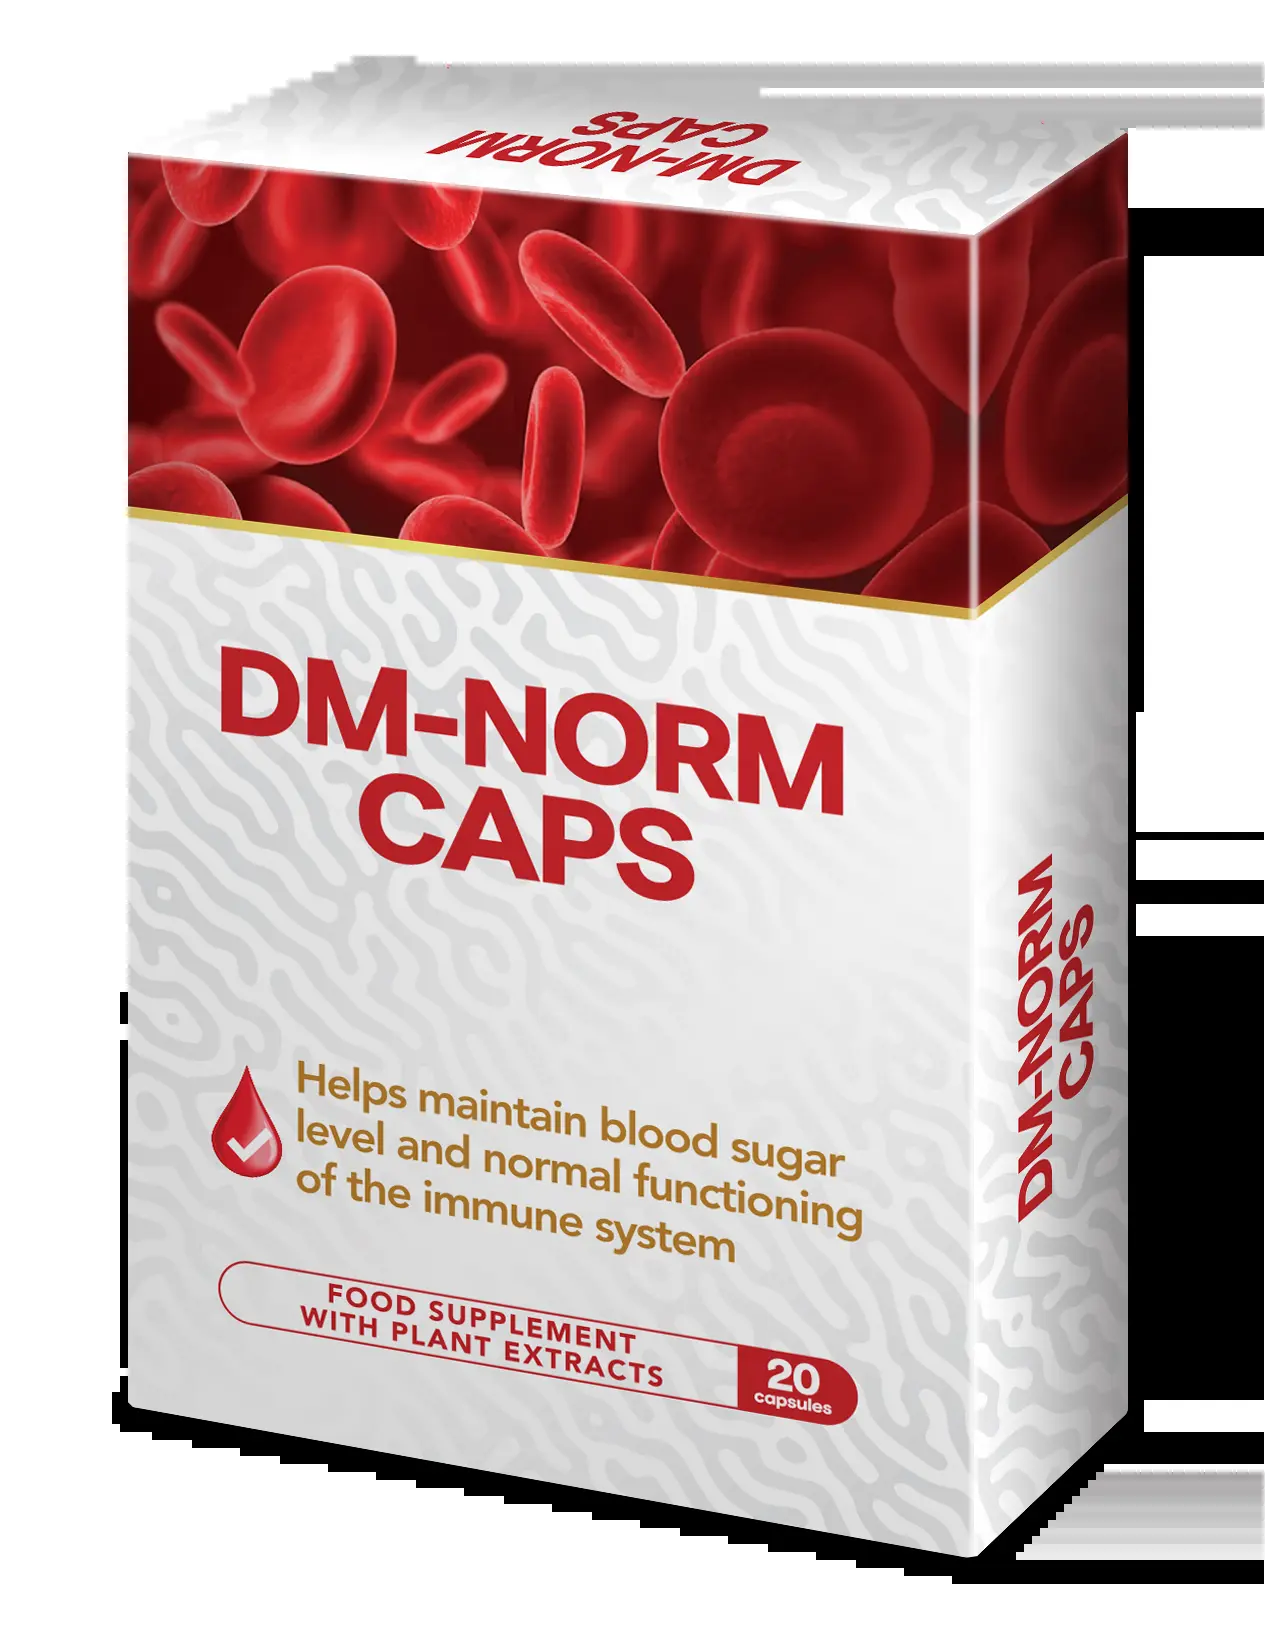 DM-NORM
CAPS
DM-NORM
CAPS
Helps maintain blood sugar
level and normal functioning
of the immune system
FOOD SUPPLEMENT
WITH PLANT EXTRACTS
20
capsules
DM-NORM
CAPS